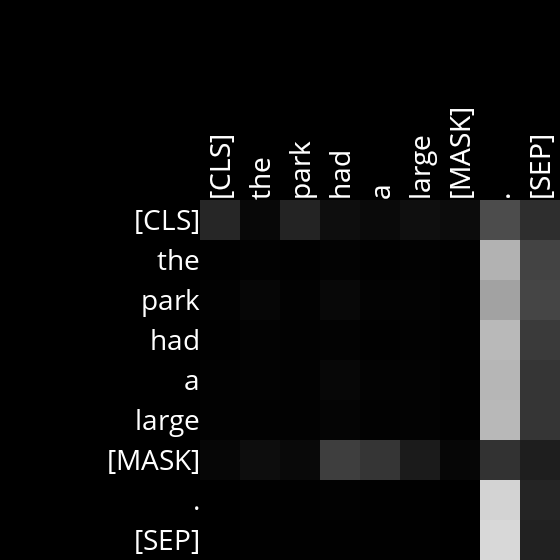 [CLS] the park had a large [MASK] . [SEP]
[CLS]
the
park
had
a
large
[MASK]
.
[SEP]